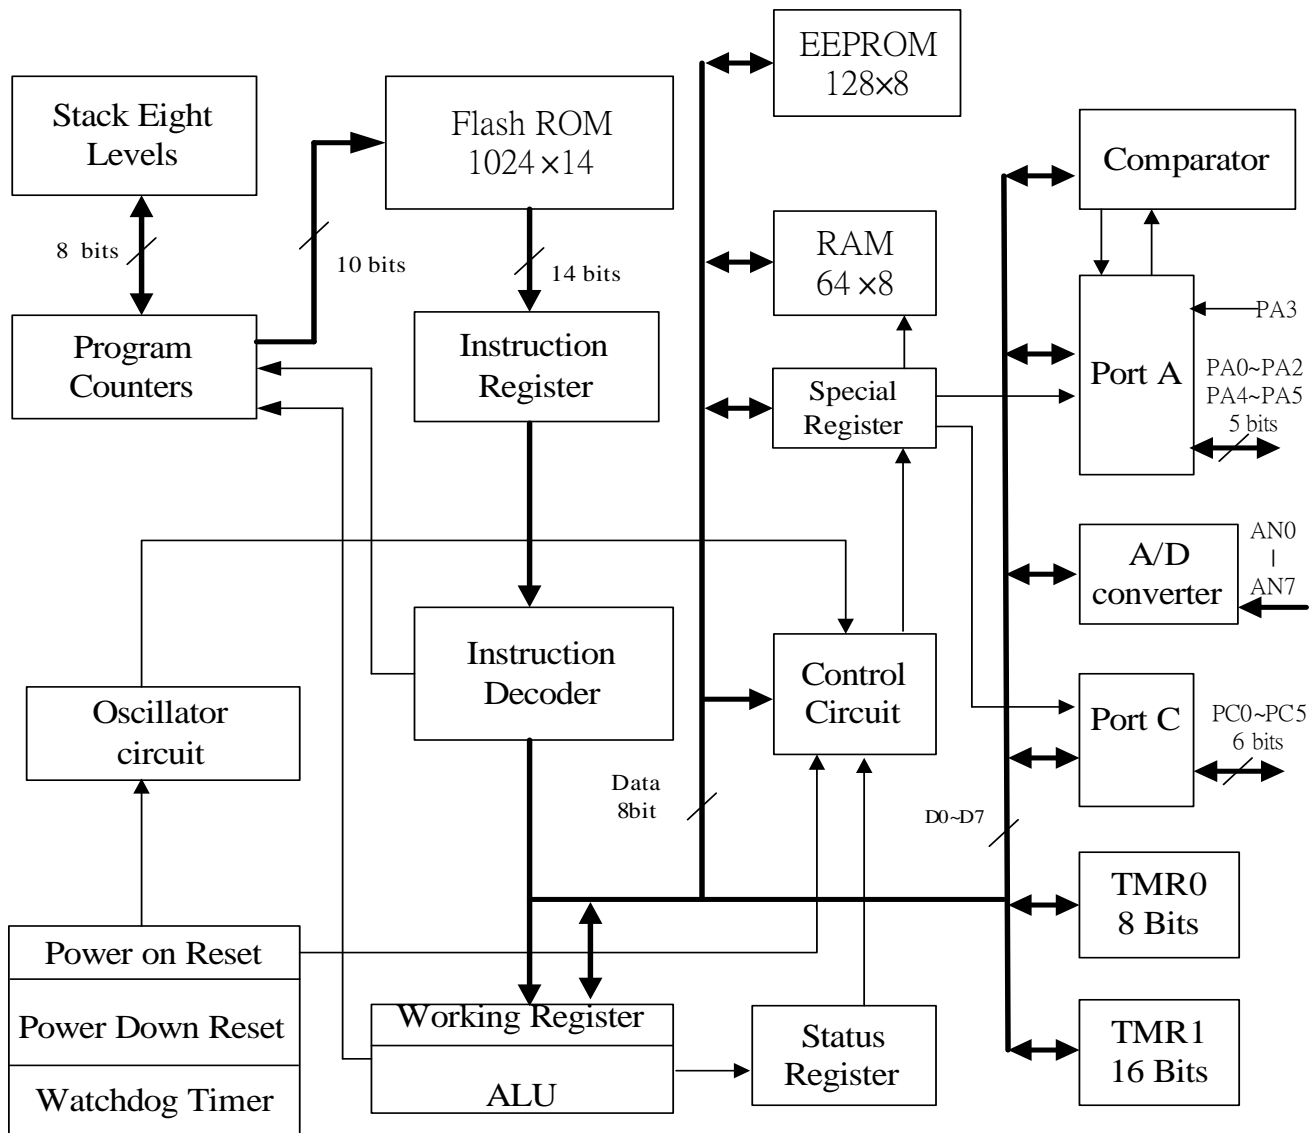 EEPROM
128×8
Stack Eight
Levels
Flash ROM
1024×14
Comparator
8 bits
10 bits
14 bits
RAM
64×8
PA3
Program
Counters
Instruction
Register
Special
Register
Port A
PA0~PA2
PA4~PA5
5 bits
A/D
converter
AN0
|
AN7
Instruction
Decoder
Control
Circuit
Oscillator
circuit
Port C
PC0~PC5
6 bits
Data
8bit
D0~D7
TMR0
8 Bits
Power on Reset
Power Down Reset
Watchdog Timer
Working Register
ALU
Status
Register
TMR1
16 Bits